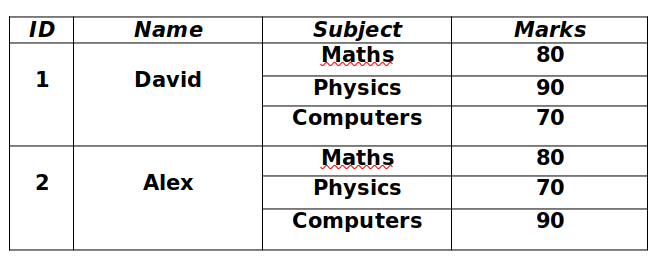 ID Name Subject Marks
1 David Maths 80
Physics 90
Computers 70
2 Alex Maths 80
Physics 70
Computers 90